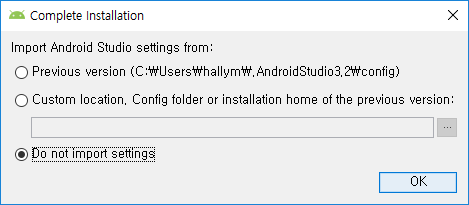 Complete Installation
Import Android Studio settings from:
Previous version (C:₩Users₩hallym₩,AndroidStudio3,2₩config)
Custom location, Config folder or installation home of the previous version:
...
Do not import settings
OK